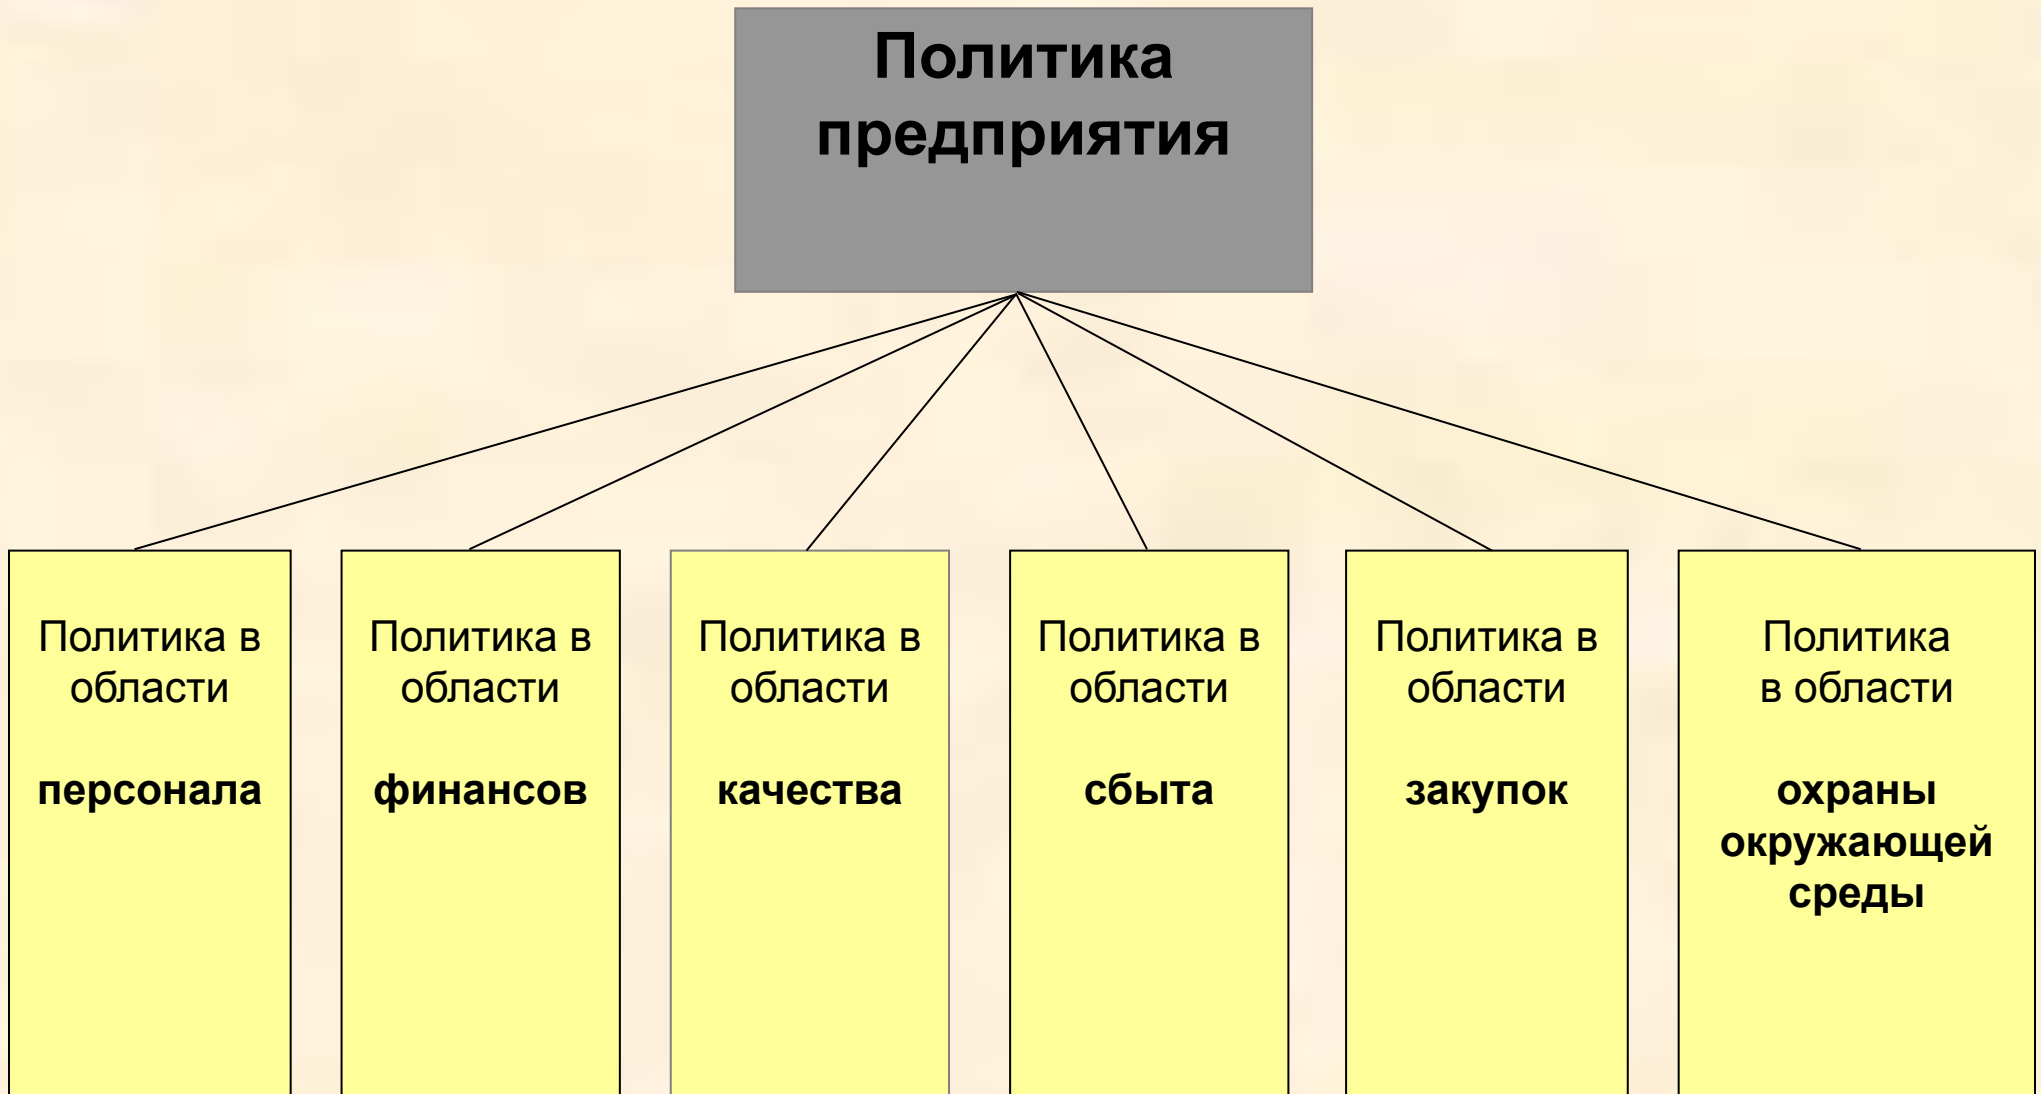 Политика
предприятия
Политика в
области
персонала
Политика в
области
финансов
Политика в
области
качества
Политика в
области
сбыта
Политика в
области
закупок
Политика
в области
охраны
окружающей
среды